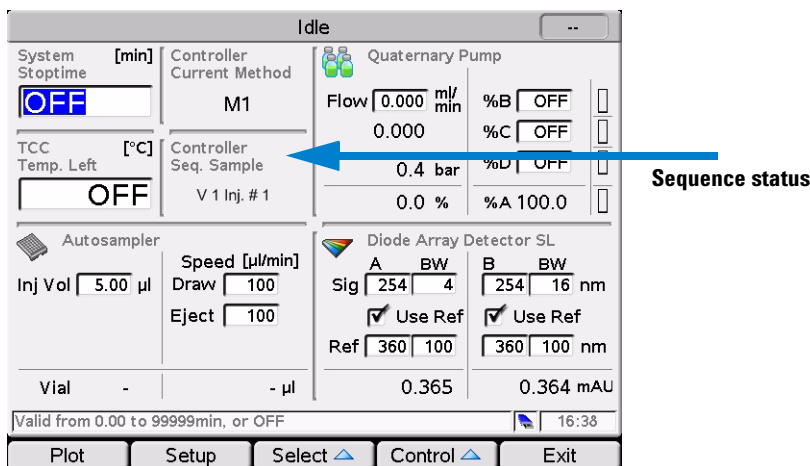 Idle
--
System [min]
Stoptime
OFF
Controller
Current Method
M1
TCC [°C]
Temp. Left
OFF
Controller
Seq. Sample
V 1 Inj. # 1
Quaternary Pump
Flow 0.000 ml/min
0.000
0.4 bar
0.0 %
%B OFF
%C OFF
%D OFF
%A 100.0
Sequence status
Autosampler
Speed [µl/min]
Inj Vol 5.00 µl
Draw 100
Eject 100
Vial -
- µl
Diode Array Detector SL
A BW B BW
Sig 254 4 254 16 nm
Use Ref Use Ref
Ref 360 100 360 100 nm
0.365 0.364 mAU
Valid from 0.00 to 99999min, or OFF
16:38
Plot Setup Select Control Exit